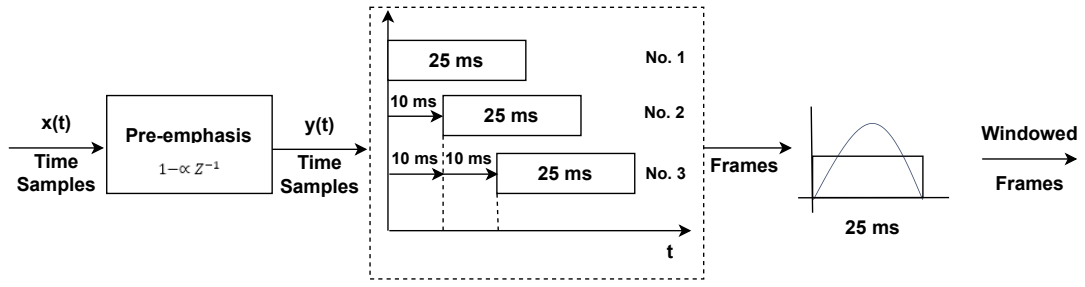 x(t)
Time
Samples
Pre-emphasis
1−∝ Z⁻¹
y(t)
Time
Samples
25 ms
No. 1
10 ms
25 ms
No. 2
10 ms
10 ms
25 ms
No. 3
t
Frames
25 ms
Windowed
Frames